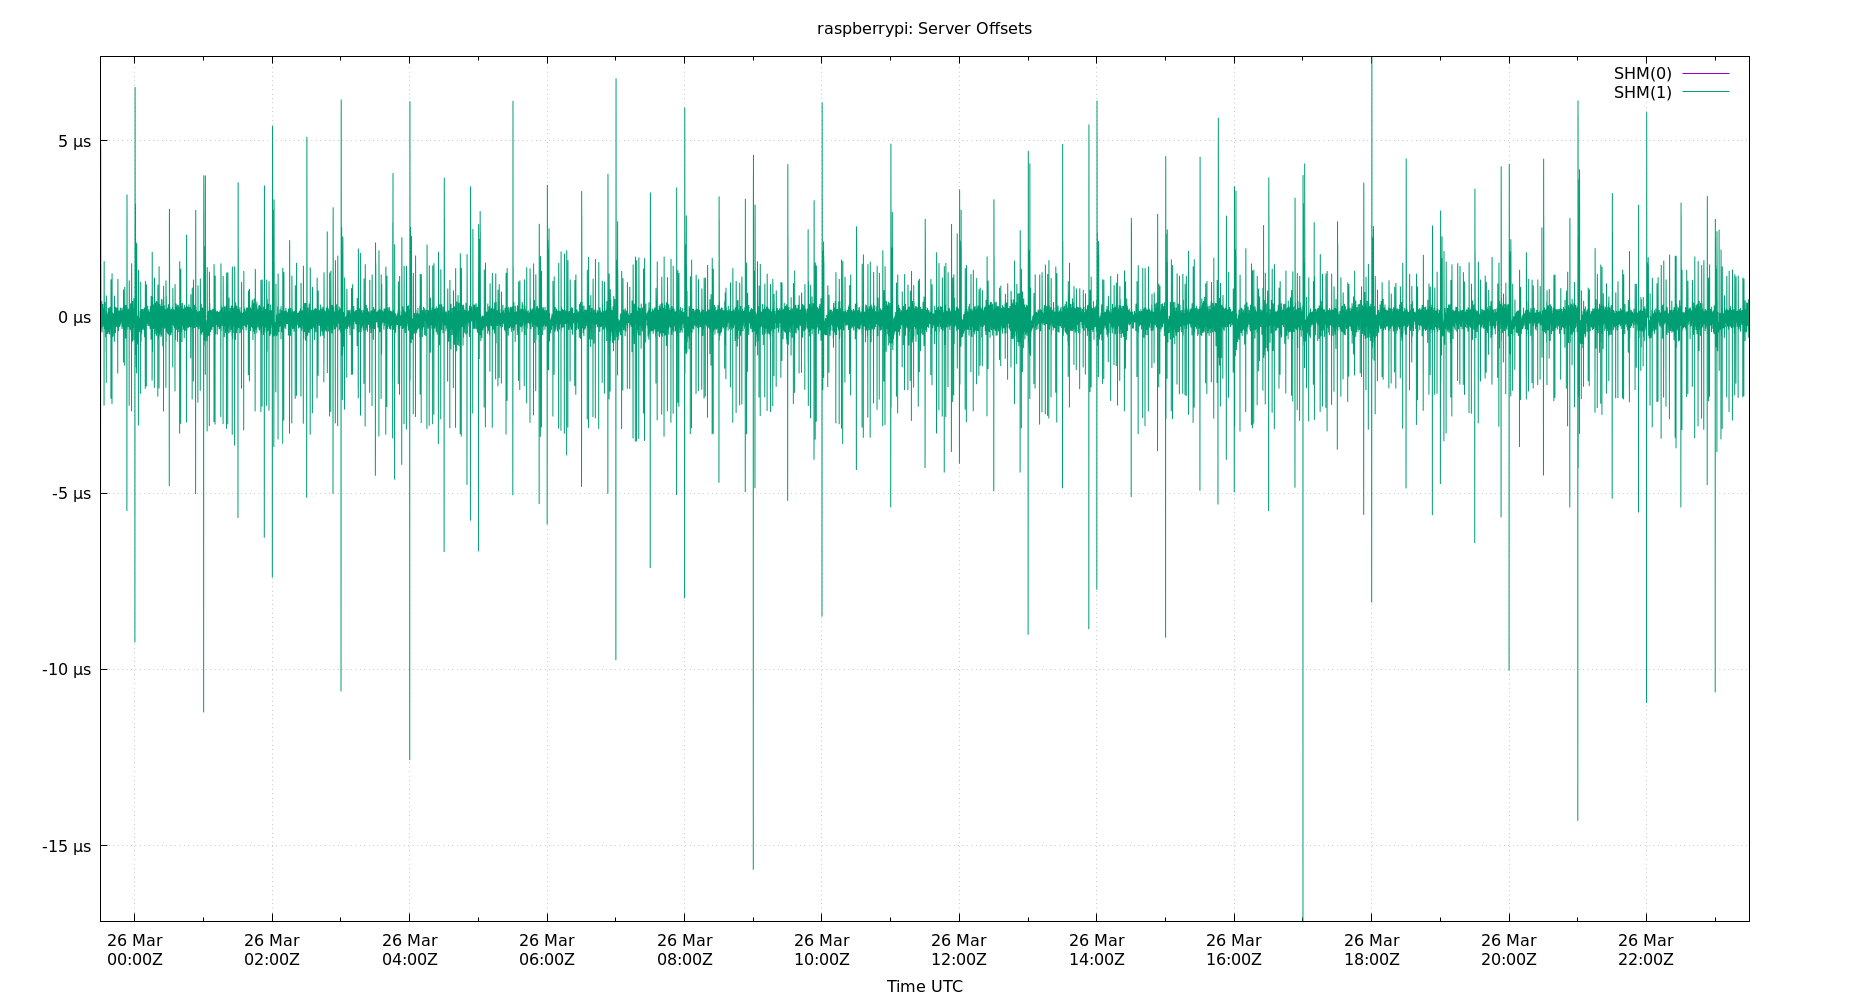 raspberrypi: Server Offsets
SHM(0)
SHM(1)
5 µs
0 µs
-5 µs
-10 µs
-15 µs
26 Mar 26 Mar 26 Mar 26 Mar 26 Mar 26 Mar 26 Mar 26 Mar 26 Mar 26 Mar 26 Mar 26 Mar
00:00Z 02:00Z 04:00Z 06:00Z 08:00Z 10:00Z 12:00Z 14:00Z 16:00Z 18:00Z 20:00Z 22:00Z
Time UTC